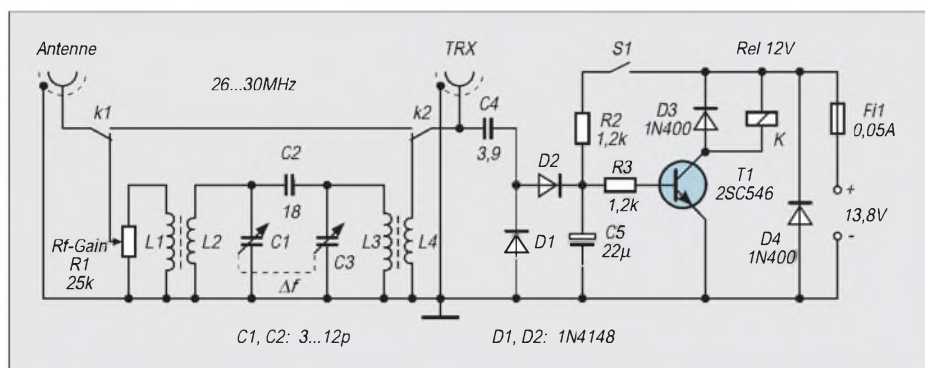 Antenne
TRX
S1
Rel 12V
26...30MHz
k1
k2
C4
D3
1N400
Fi1
0,05A
R2
1,2k
K
C2
3,9
D2
R3
T1
2SC546
18
1,2k
+
13,8V
-
Rf-Gain
R1
25k
L1
L2
C1
C3
L3
L4
D1
C5
22µ
D4
1N400
Δf
C1, C2: 3...12p
D1, D2: 1N4148